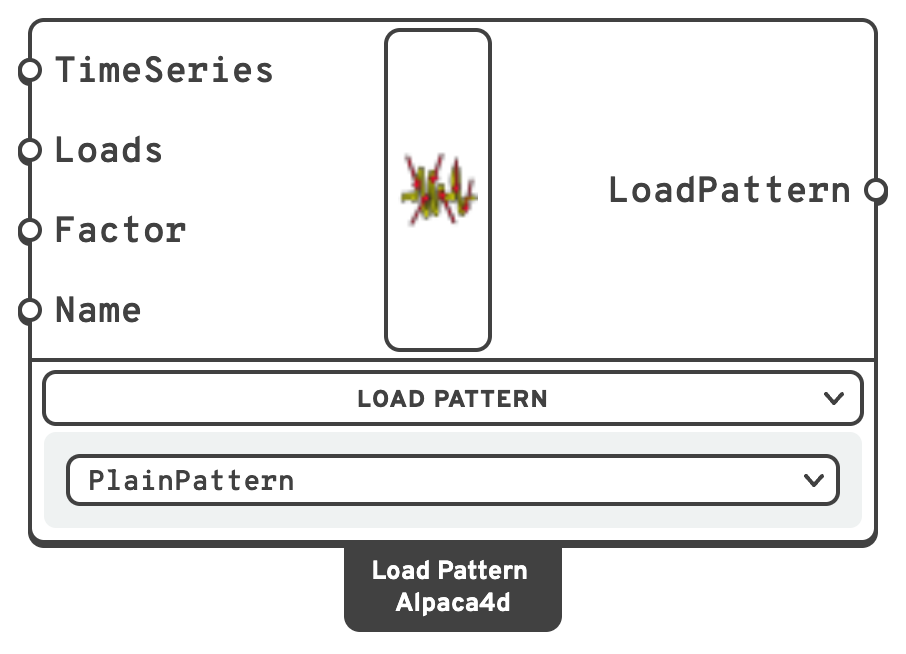 TimeSeries
Loads
Factor
Name
LoadPattern
LOAD PATTERN
PlainPattern
Load Pattern
Alpaca4d